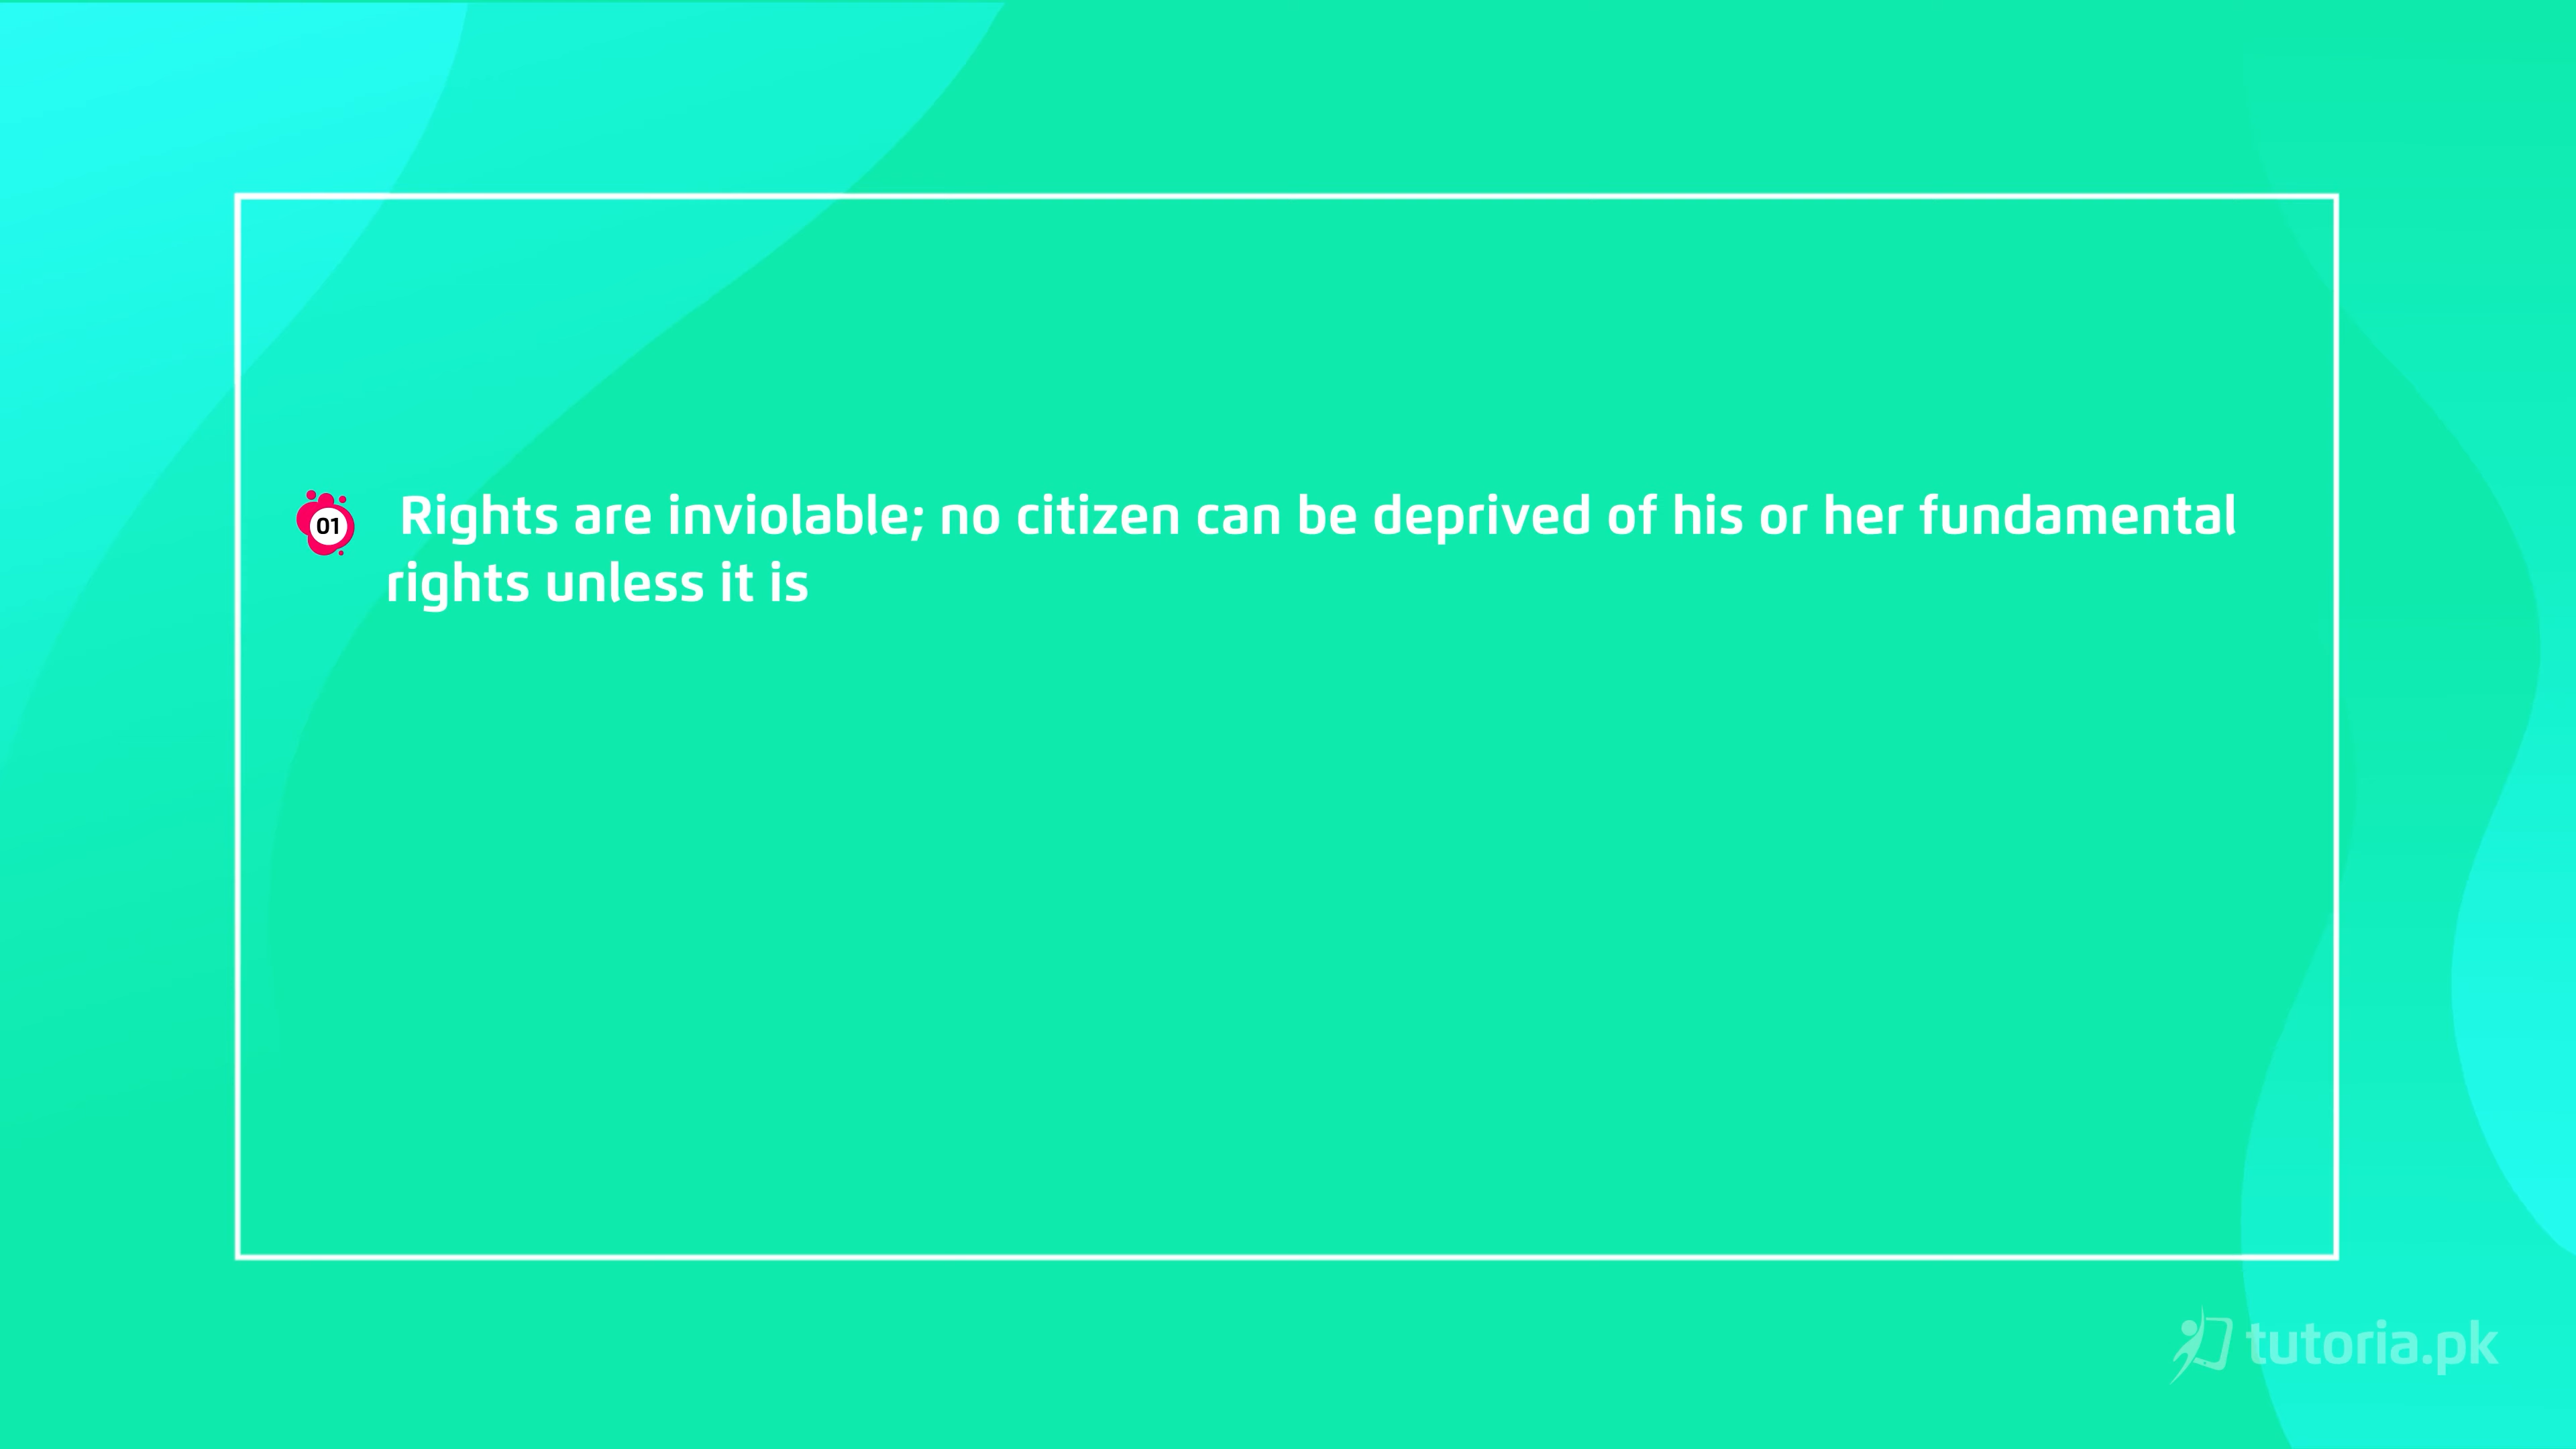 01 Rights are inviolable; no citizen can be deprived of his or her fundamental
rights unless it is
tutoria.pk